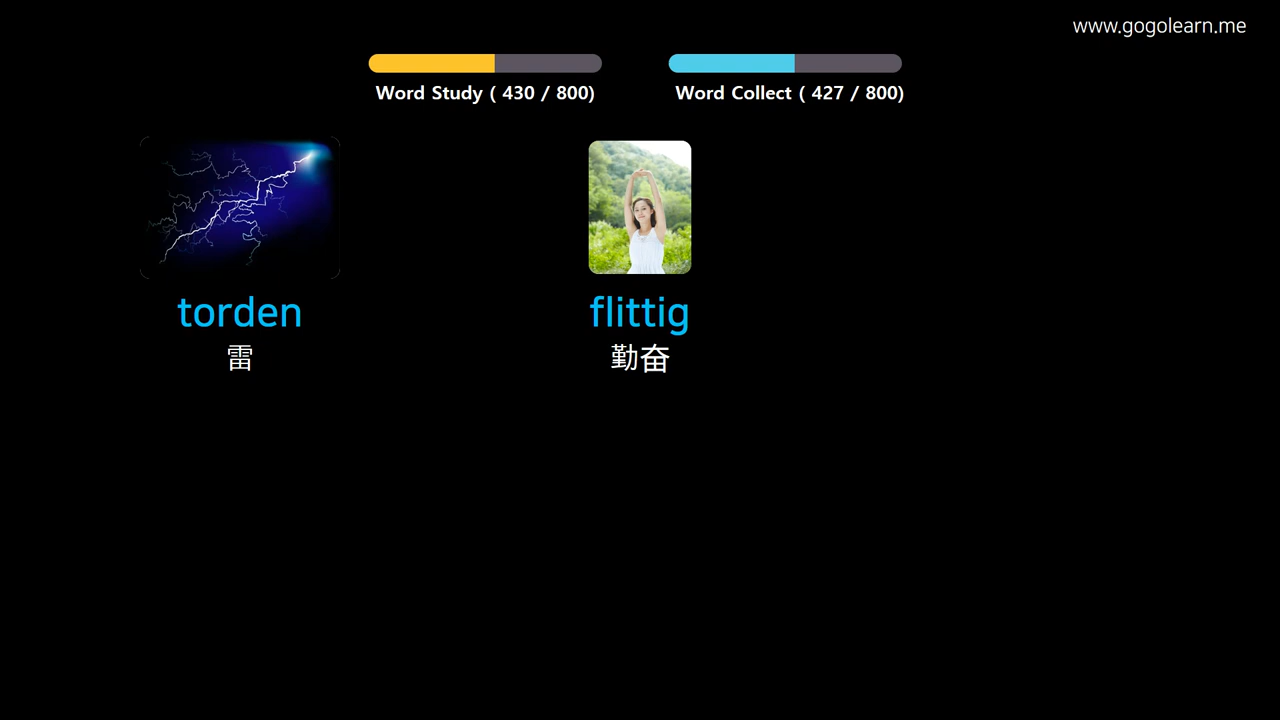 www.gogolearn.me
Word Study ( 430 / 800)
Word Collect ( 427 / 800)
torden
雷
flittig
勤奋